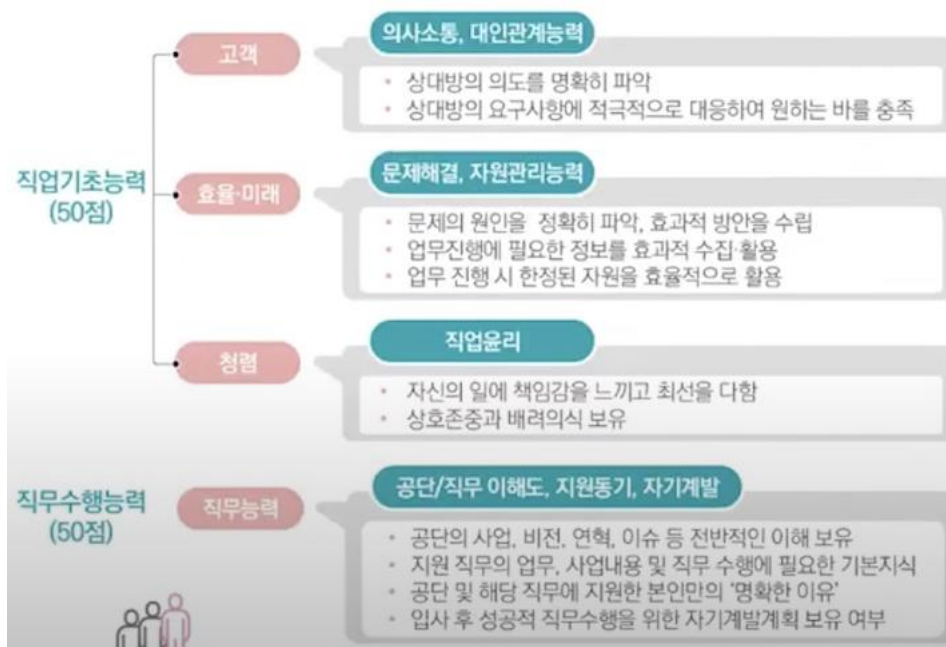 고객
의사소통, 대인관계능력
• 상대방의 의도를 명확히 파악
• 상대방의 요구사항에 적극적으로 대응하여 원하는 바를 충족
직업기초능력
(50점)
효율·미래
문제해결, 자원관리능력
• 문제의 원인을 정확히 파악, 효과적 방안을 수립
• 업무진행에 필요한 정보를 효과적 수집·활용
• 업무 진행 시 한정된 자원을 효율적으로 활용
청렴
직업윤리
• 자신의 일에 책임감을 느끼고 최선을 다함
• 상호존중과 배려의식 보유
직무수행능력
(50점)
직무능력
공단/직무 이해도, 지원동기, 자기계발
• 공단의 사업, 비전, 연혁, 이슈 등 전반적인 이해 보유
• 지원 직무의 업무, 사업내용 및 직무 수행에 필요한 기본지식
• 공단 및 해당 직무에 지원한 본인만의 '명확한 이유'
• 입사 후 성공적 직무수행을 위한 자기계발계획 보유 여부